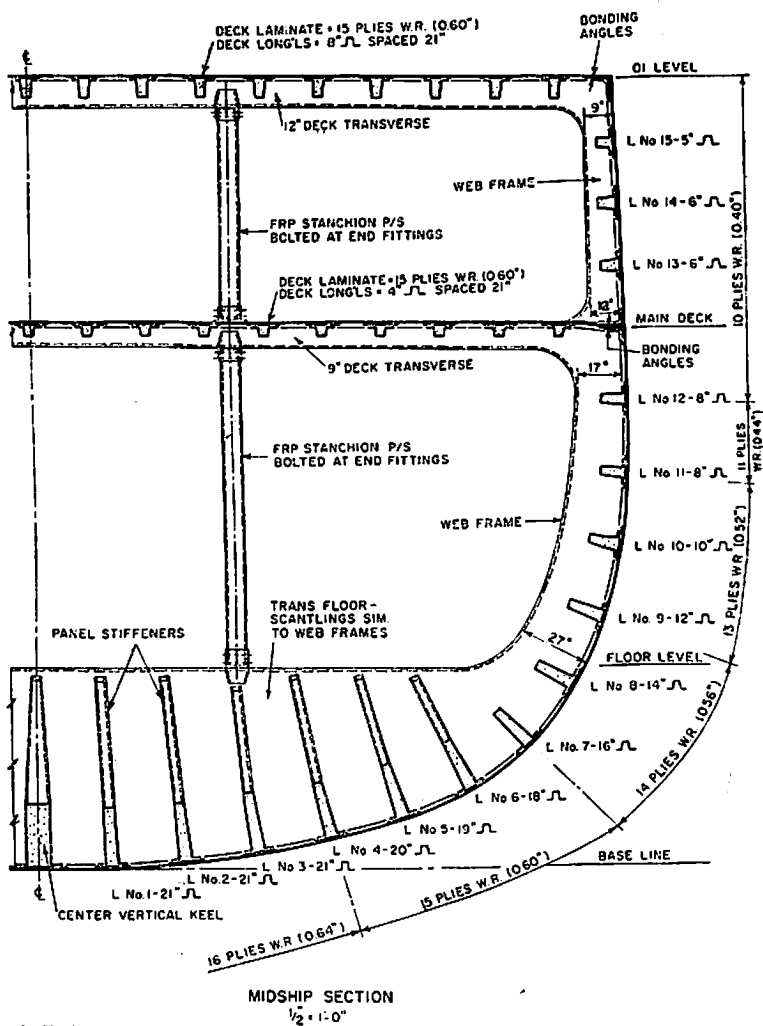 DECK LAMINATE = 15 PLIES W.R. (0.60")
DECK LONG'LS = 8" SPACED 21"
BONDING
ANGLES
01 LEVEL
9"
12" DECK TRANSVERSE
L No 15-5"
WEB FRAME
L No 14-6"
FRP STANCHION P/S
BOLTED AT END FITTINGS
10 PLIES W.R. (0.40")
L No 13-6"
DECK LAMINATE = 15 PLIES W.R. (0.60")
DECK LONG'LS = 4" SPACED 21"
MAIN DECK
BONDING
ANGLES
9" DECK TRANSVERSE
17"
L No 12-8"
11 PLIES
W.R. (0.44")
FRP STANCHION P/S
BOLTED AT END FITTINGS
L No 11-8"
WEB FRAME
L No 10-10"
13 PLIES W.R. (0.52")
TRANS FLOOR-
SCANTLINGS SIM.
TO WEB FRAMES
PANEL STIFFENERS
L No. 9-12"
27"
FLOOR LEVEL
L No 8-14"
L No. 7-16"
14 PLIES W.R. (0.56")
L No 6-18"
L No 5-19"
L No 4-20"
BASE LINE
L No 3-21"
L No.2-21"
L No.1-21"
15 PLIES W.R. (0.60")
CENTER VERTICAL KEEL
16 PLIES W.R. (0.64")
MIDSHIP SECTION
1/2" = 1'-0"